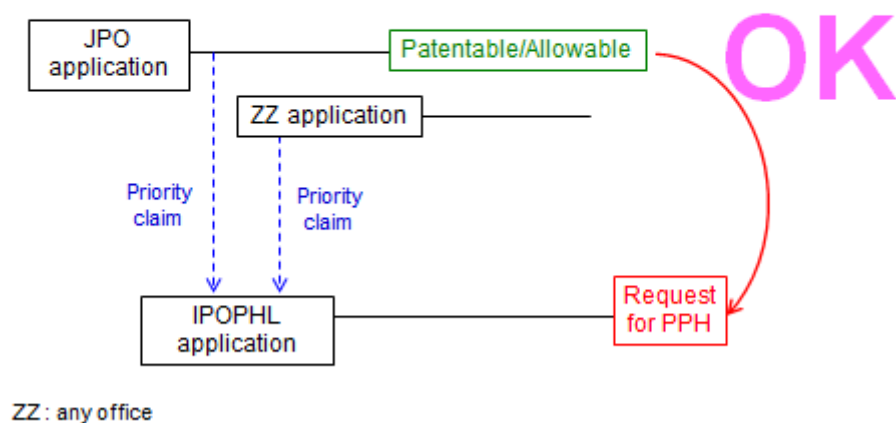 JPO
application
Patentable/Allowable
OK
ZZ application
Priority
claim
Priority
claim
IPOPHL
application
Request
for PPH
ZZ : any office